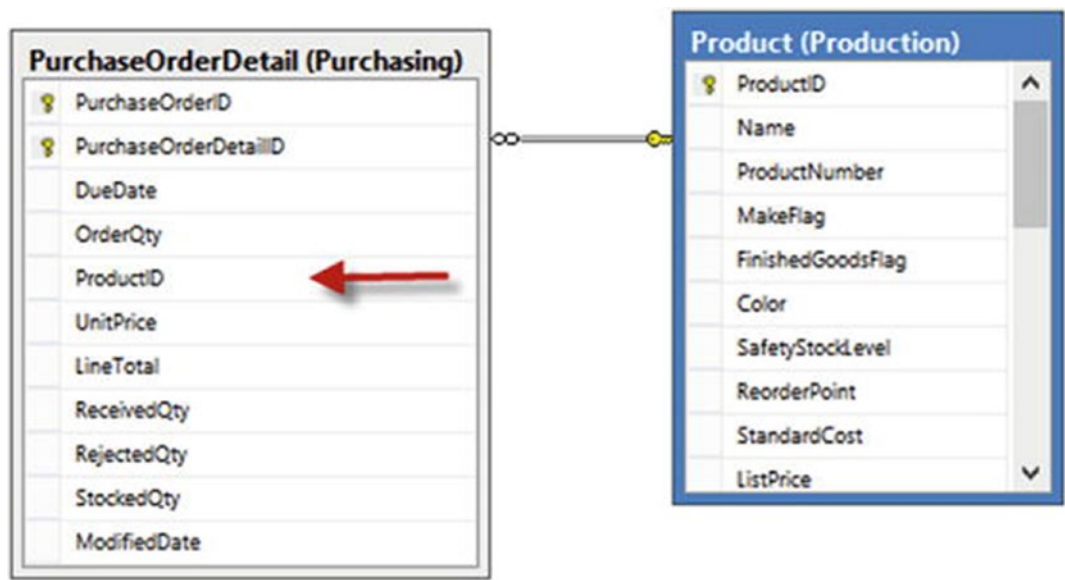 PurchaseOrderDetail (Purchasing)
PurchaseOrderID
PurchaseOrderDetailID
DueDate
OrderQty
ProductID
UnitPrice
LineTotal
ReceivedQty
RejectedQty
StockedQty
ModifiedDate
Product (Production)
ProductID
Name
ProductNumber
MakeFlag
FinishedGoodsFlag
Color
SafetyStockLevel
ReorderPoint
StandardCost
ListPrice